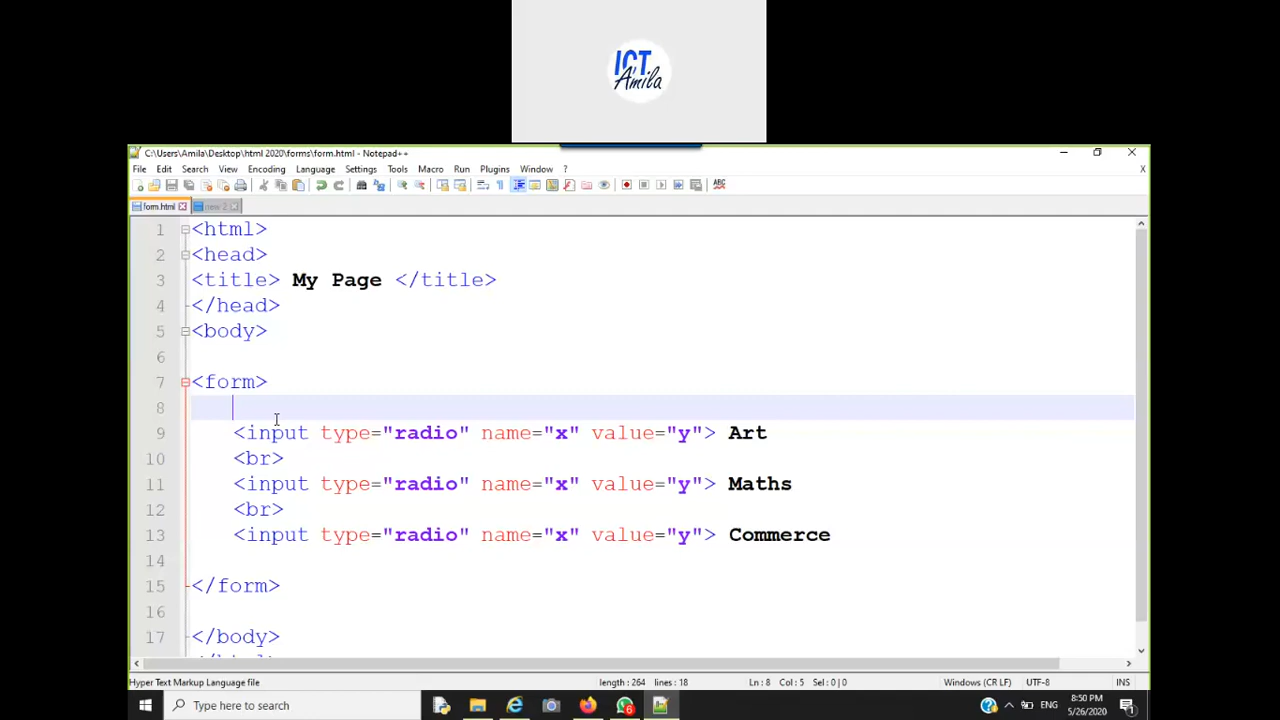 ICT
Amila
C:\Users\Amila\Desktop\html 2020\forms\form.html - Notepad++
File Edit Search View Encoding Language Settings Tools Macro Run Plugins Window ? X
form.html new 2
1 <html>
2 <head>
3 <title> My Page </title>
4 </head>
5 <body>
6
7 <form>
8
9 <input type="radio" name="x" value="y"> Art
10 <br>
11 <input type="radio" name="x" value="y"> Maths
12 <br>
13 <input type="radio" name="x" value="y"> Commerce
14
15 </form>
16
17 </body>
Hyper Text Markup Language file length : 264 lines : 18 Ln : 8 Col : 5 Sel : 0 | 0 Windows (CR LF) UTF-8 INS
Type here to search 6 ENG 8:50 PM
5/26/2020 1